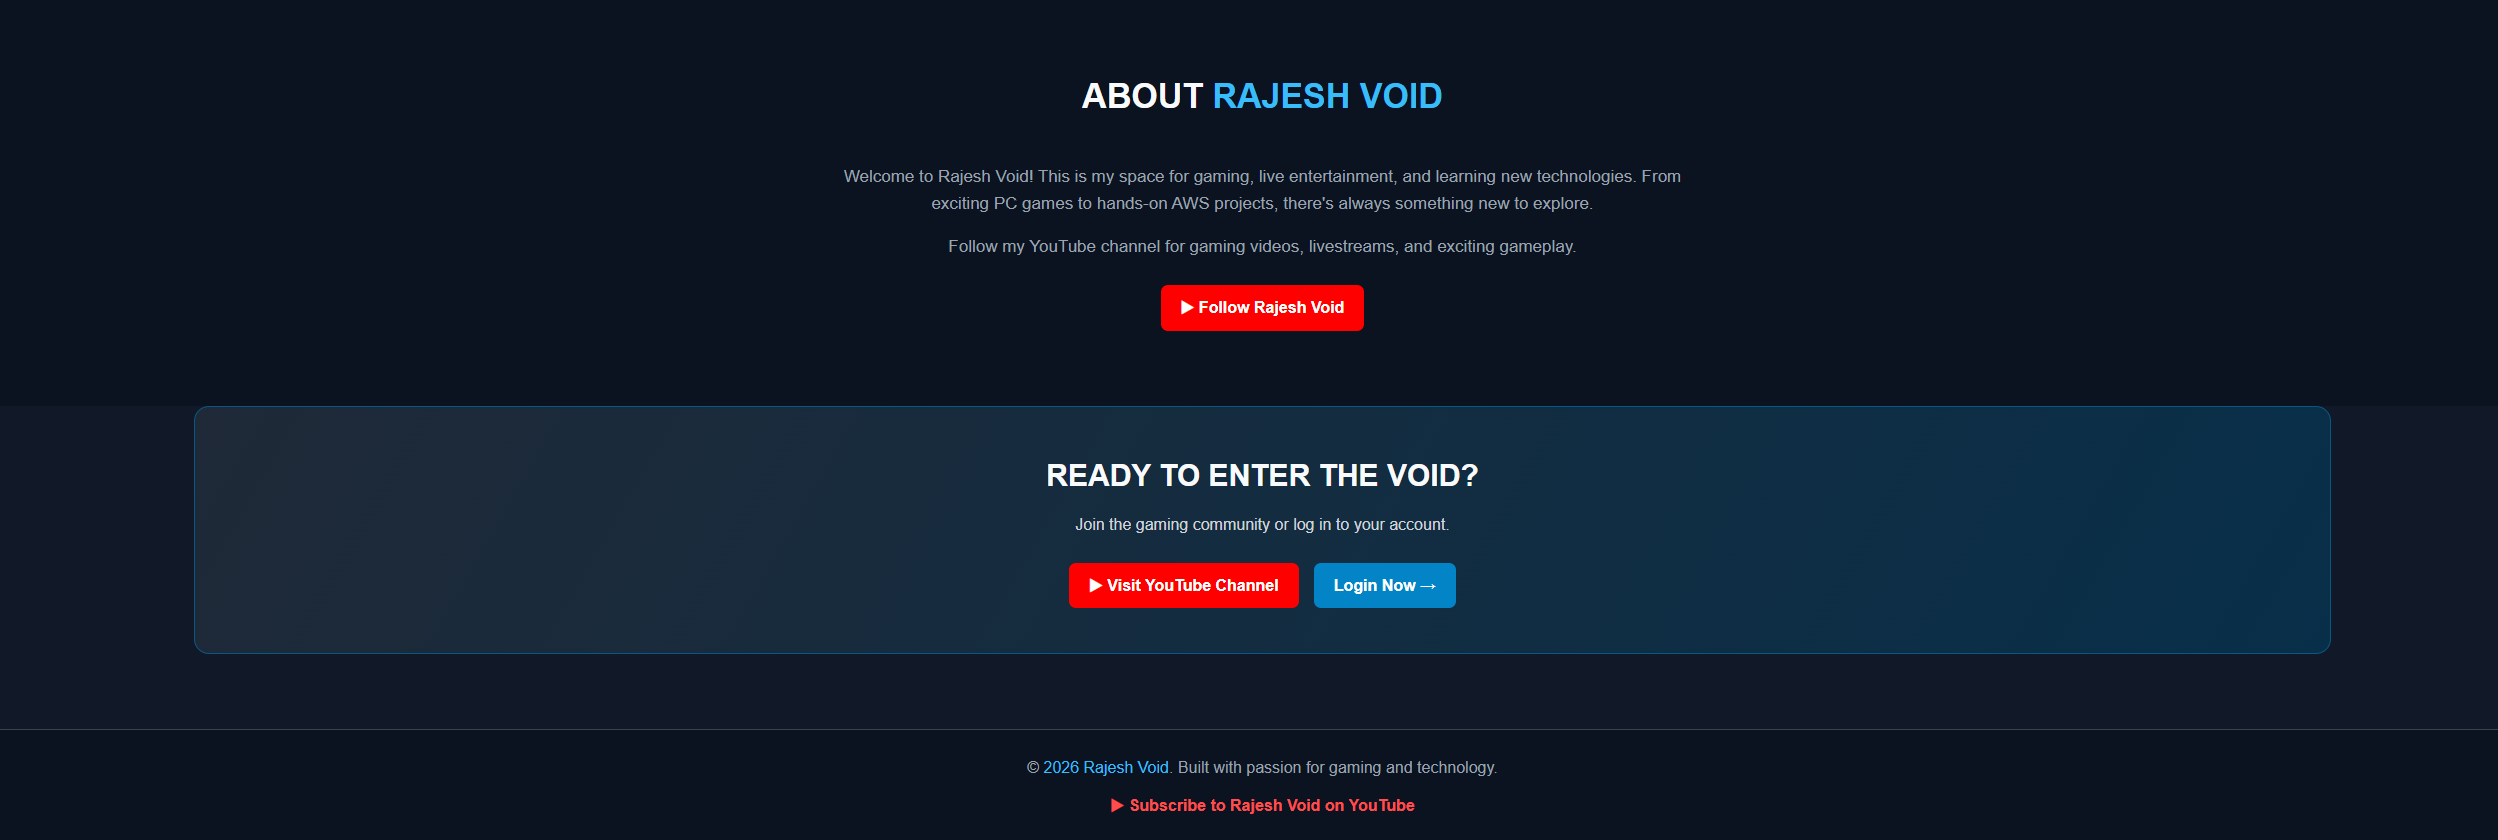 ABOUT RAJESH VOID
Welcome to Rajesh Void! This is my space for gaming, live entertainment, and learning new technologies. From
exciting PC games to hands-on AWS projects, there's always something new to explore.
Follow my YouTube channel for gaming videos, livestreams, and exciting gameplay.
▶ Follow Rajesh Void
READY TO ENTER THE VOID?
Join the gaming community or log in to your account.
▶ Visit YouTube Channel
Login Now →
© 2026 Rajesh Void. Built with passion for gaming and technology.
▶ Subscribe to Rajesh Void on YouTube